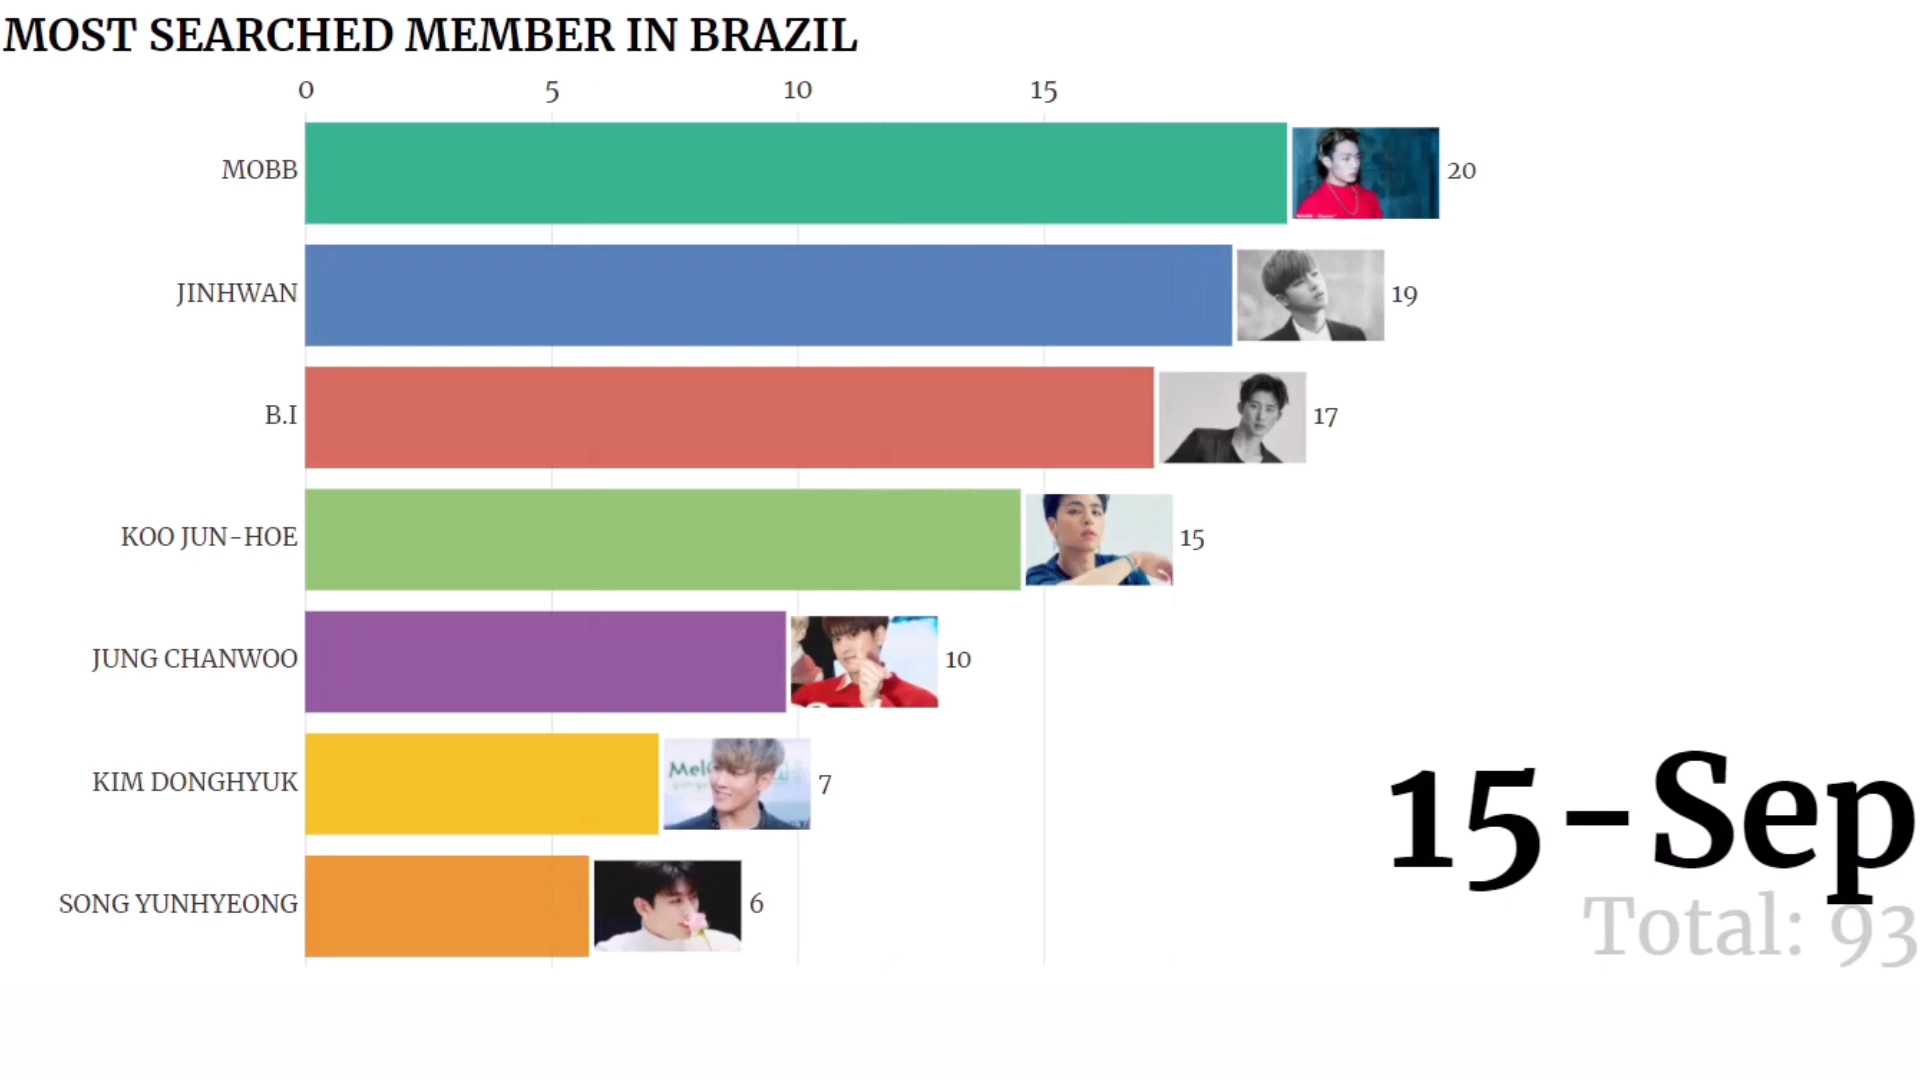 MOST SEARCHED MEMBER IN BRAZIL
0 5 10 15
MOBB 20
JINHWAN 19
B.I 17
KOO JUN-HOE 15
JUNG CHANWOO 10
KIM DONGHYUK 7
SONG YUNHYEONG 6
15-Sep
Total: 93